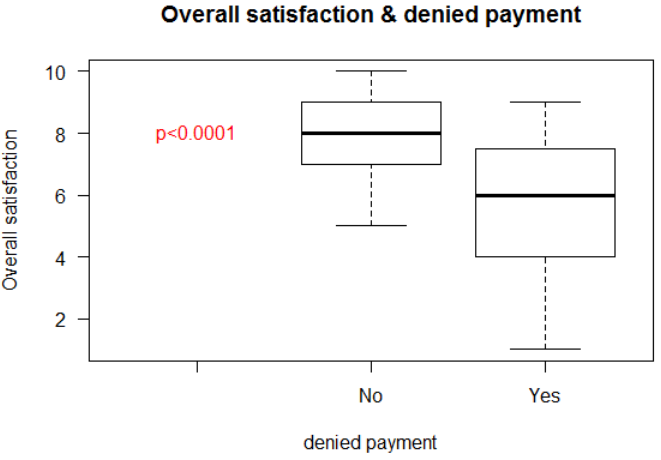 Overall satisfaction & denied payment
Overall satisfaction
10
8
6
4
2
p<0.0001
No Yes
denied payment